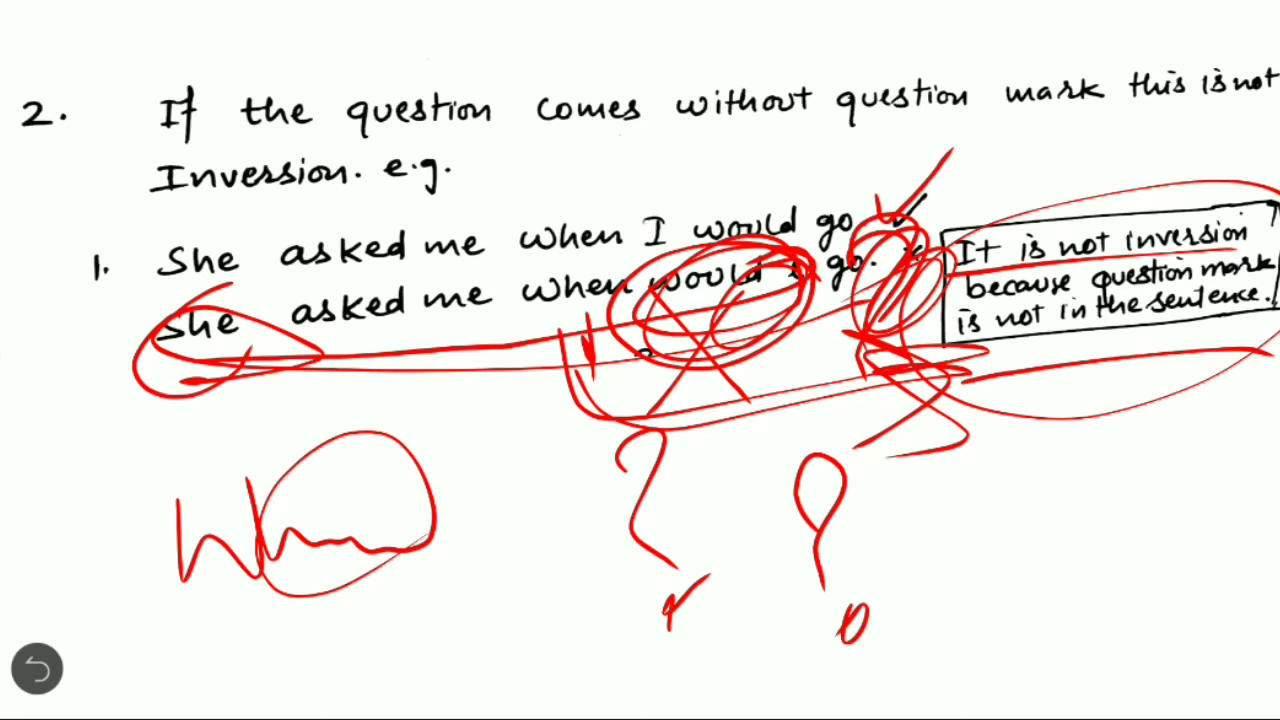 2. If the question comes without question mark this is not
Inversion. e.g.
1. She asked me when I would go.
She asked me when would I go.
It is not inversion
because question mark
is not in the sentence.
Wh